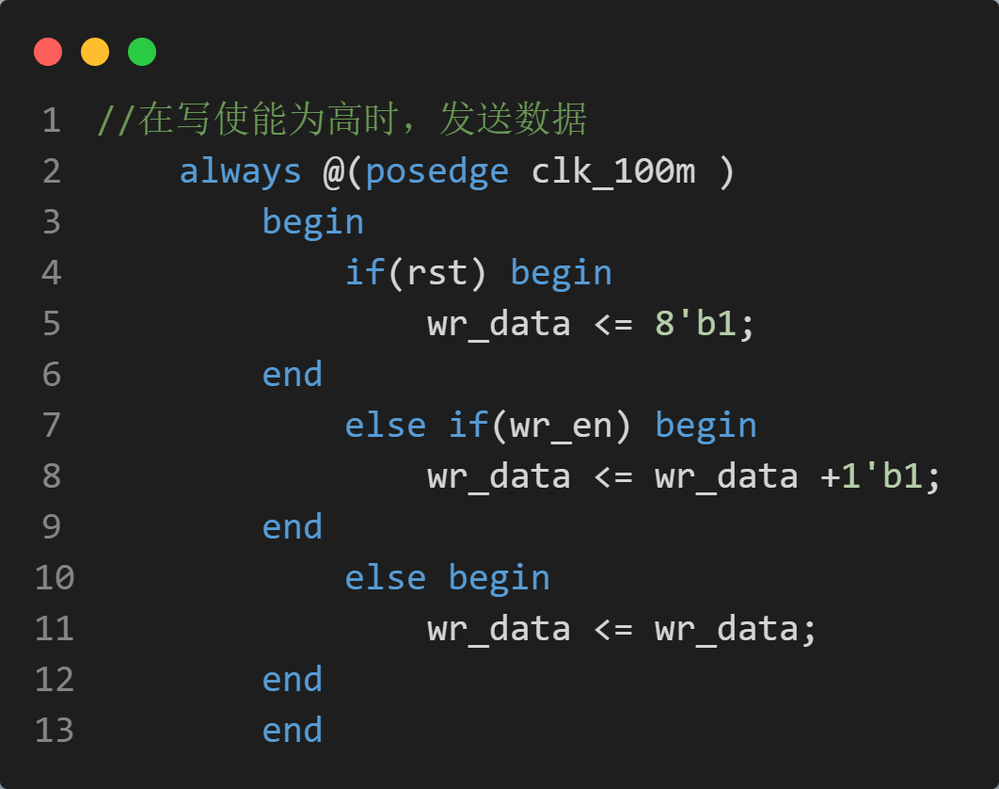 1 //在写使能为高时，发送数据
2     always @(posedge clk_100m )
3         begin
4             if(rst) begin
5                 wr_data <= 8'b1;
6         end
7             else if(wr_en) begin
8                 wr_data <= wr_data +1'b1;
9         end
10             else begin
11                 wr_data <= wr_data;
12         end
13         end